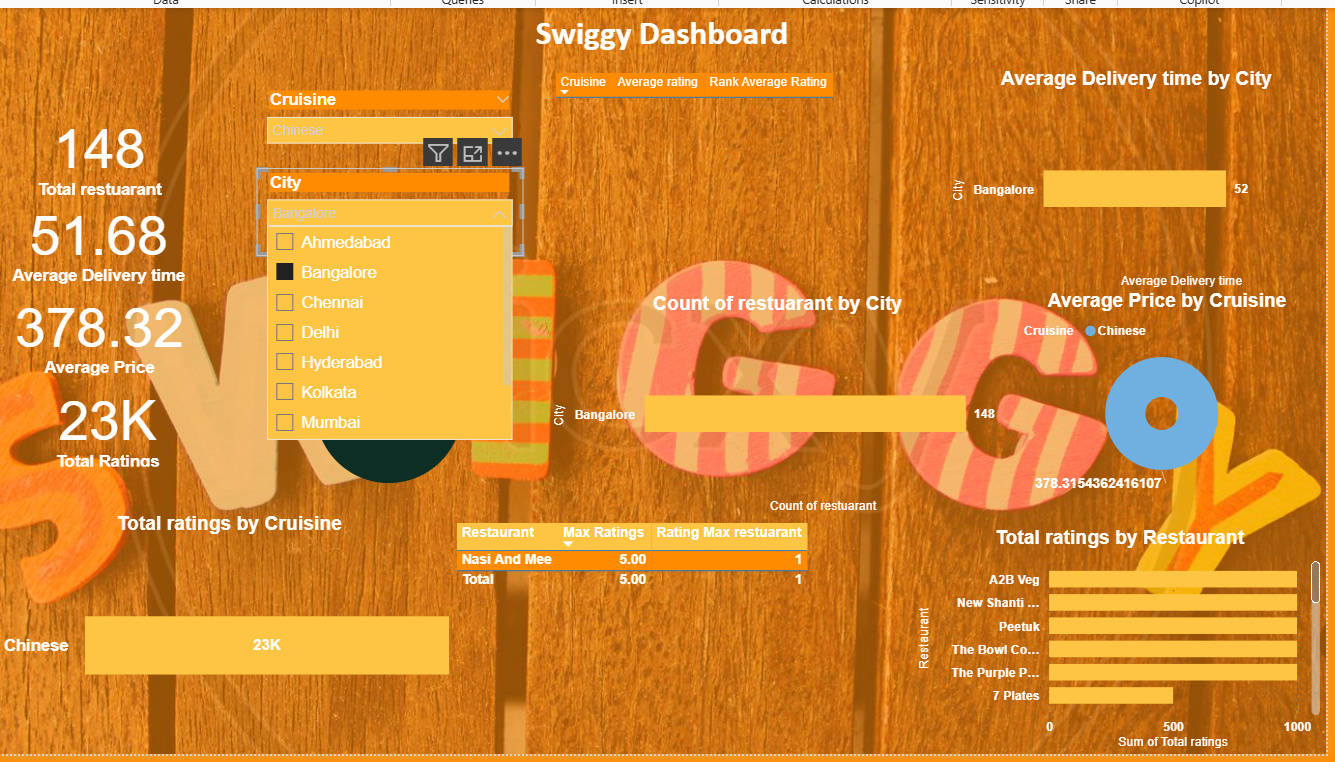 Data Queries Insert Calculations Sensitivity Share Copilot
Swiggy Dashboard
Cruisine
Chinese
City
Bangalore
Ahmedabad
Bangalore
Chennai
Delhi
Hyderabad
Kolkata
Mumbai
148
Total restuarant
51.68
Average Delivery time
378.32
Average Price
23K
Total Ratings
Cruisine Average rating Rank Average Rating
Average Delivery time by City
City
Bangalore 52
Average Delivery time
Count of restuarant by City
City
Bangalore 148
Count of restuarant
Average Price by Cruisine
Cruisine Chinese
378.3154362416107
Total ratings by Cruisine
Chinese 23K
Restaurant Max Ratings Rating Max restuarant
Nasi And Mee 5.00 1
Total 5.00 1
Total ratings by Restaurant
Restaurant
A2B Veg
New Shanti ...
Peetuk
The Bowl Co...
The Purple P...
7 Plates
0 500 1000
Sum of Total ratings
SWIGGY